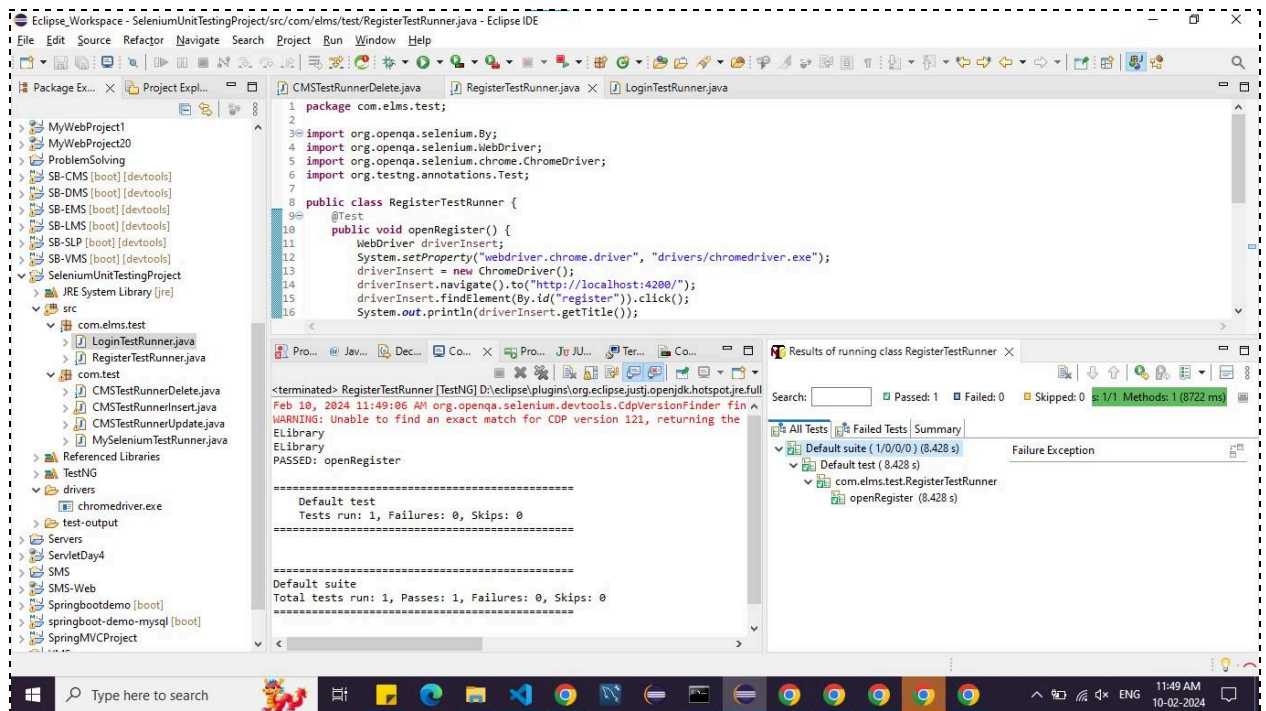 Eclipse_Workspace - SeleniumUnitTestingProject/src/com/elms/test/RegisterTestRunner.java - Eclipse IDE
File Edit Source Refactor Navigate Search Project Run Window Help
Package Ex... Project Expl...
MyWebProject1
MyWebProject20
ProblemSolving
SB-CMS [boot] [devtools]
SB-DMS [boot] [devtools]
SB-EMS [boot] [devtools]
SB-LMS [boot] [devtools]
SB-SLP [boot] [devtools]
SB-VMS [boot] [devtools]
SeleniumUnitTestingProject
JRE System Library [jre]
src
com.elms.test
LoginTestRunner.java
RegisterTestRunner.java
com.test
CMSTestRunnerDelete.java
CMSTestRunnerInsert.java
CMSTestRunnerUpdate.java
MySeleniumTestRunner.java
Referenced Libraries
TestNG
drivers
chromedriver.exe
test-output
Servers
ServletDay4
SMS
SMS-Web
Springbootdemo [boot]
springboot-demo-mysql [boot]
SpringMVCProject
CMSTestRunnerDelete.java RegisterTestRunner.java LoginTestRunner.java
1 package com.elms.test;
2
3 import org.openqa.selenium.By;
4 import org.openqa.selenium.WebDriver;
5 import org.openqa.selenium.chrome.ChromeDriver;
6 import org.testng.annotations.Test;
7
8 public class RegisterTestRunner {
9 @Test
10 public void openRegister() {
11 WebDriver driverInsert;
12 System.setProperty("webdriver.chrome.driver", "drivers/chromedriver.exe");
13 driverInsert = new ChromeDriver();
14 driverInsert.navigate().to("http://localhost:4200/");
15 driverInsert.findElement(By.id("register")).click();
16 System.out.println(driverInsert.getTitle());
Pro... Jav... Dec... Co... Pro... JU... Ter... Co...
<terminated> RegisterTestRunner [TestNG] D:\eclipse\plugins\org.eclipse.justj.openjdk.hotspot.jre.full
Feb 10, 2024 11:49:06 AM org.openqa.selenium.devtools.CdpVersionFinder fin
WARNING: Unable to find an exact match for CDP version 121, returning the
ELibrary
ELibrary
PASSED: openRegister
===============================================
Default test
Tests run: 1, Failures: 0, Skips: 0
===============================================
===============================================
Default suite
Total tests run: 1, Passes: 1, Failures: 0, Skips: 0
===============================================
Results of running class RegisterTestRunner
Search: Passed: 1 Failed: 0 Skipped: 0 s: 1/1 Methods: 1 (8722 ms)
All Tests Failed Tests Summary
Default suite ( 1/0/0/0 ) (8.428 s) Failure Exception
Default test ( 8.428 s)
com.elms.test.RegisterTestRunner
openRegister (8.428 s)
Type here to search
ENG
11:49 AM
10-02-2024